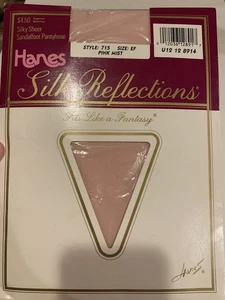 $4.50
Silky Sheer
Sandalfoot Pantyhose
STYLE: 715 SIZE: EF
PINK MIST
U12 12 8914
Hanes
Silk Reflections
Fits Like a Fantasy®
Hanes